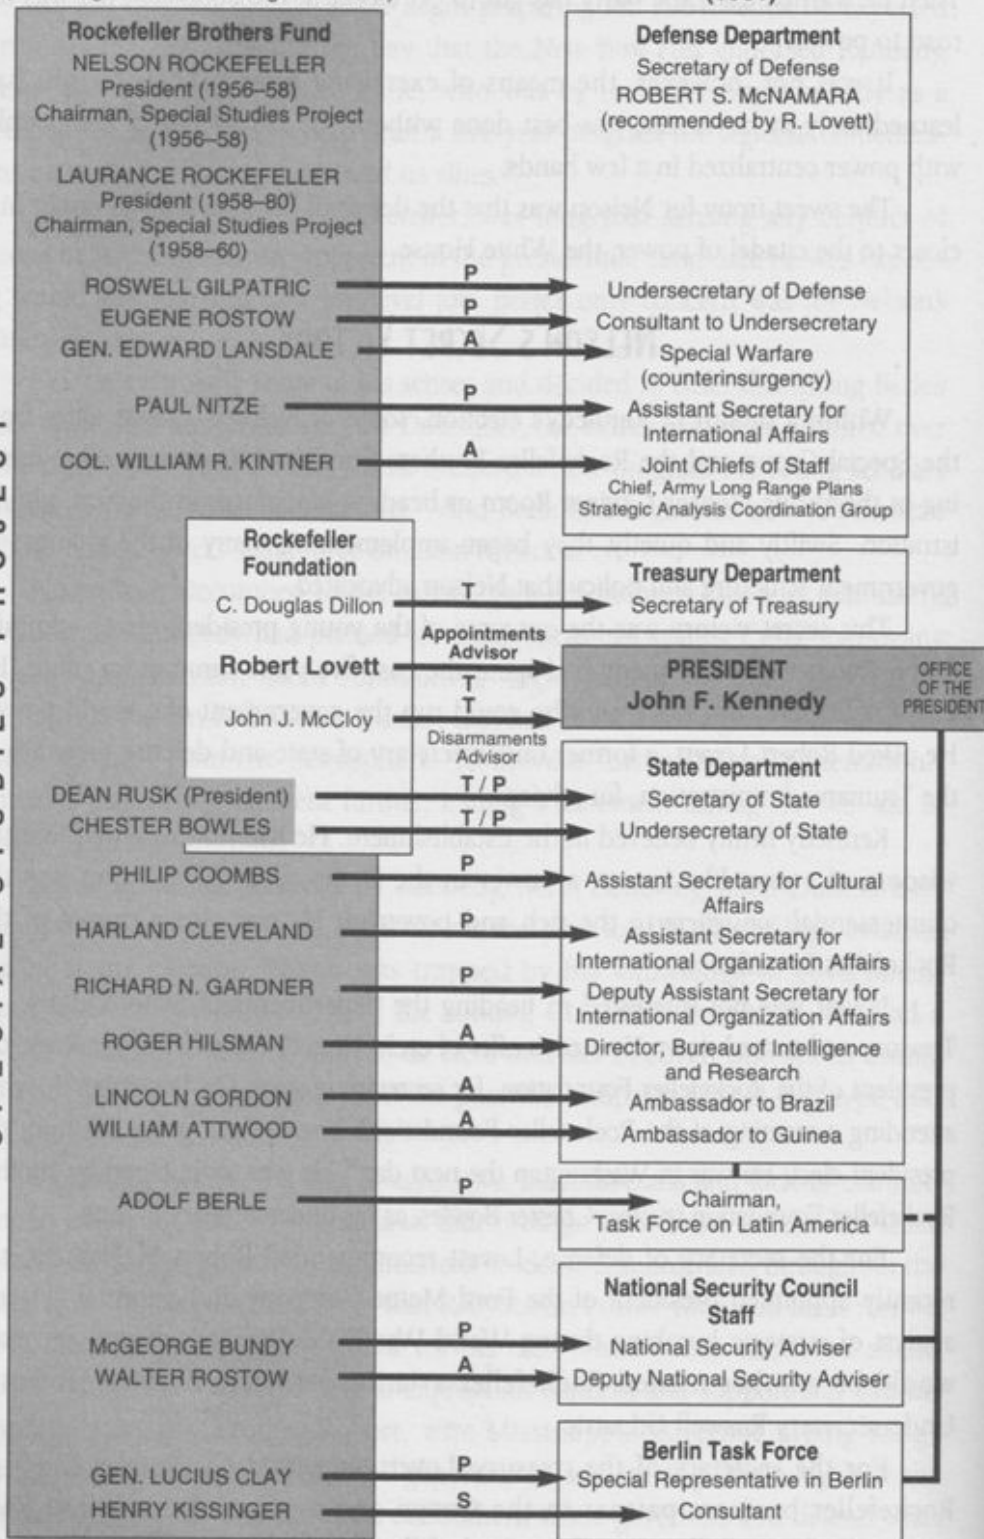 Rockefeller Brothers Fund
NELSON ROCKEFELLER
President (1956–58)
Chairman, Special Studies Project
(1956–58)
LAURANCE ROCKEFELLER
President (1958–80)
Chairman, Special Studies Project
(1958–60)
Defense Department
Secretary of Defense
ROBERT S. McNAMARA
(recommended by R. Lovett)
ROSWELL GILPATRIC P Undersecretary of Defense
EUGENE ROSTOW P Consultant to Undersecretary
GEN. EDWARD LANSDALE A Special Warfare
(counterinsurgency)
PAUL NITZE P Assistant Secretary for
International Affairs
COL. WILLIAM R. KINTNER A Joint Chiefs of Staff
Chief, Army Long Range Plans
Strategic Analysis Coordination Group
Rockefeller
Foundation
Treasury Department
C. Douglas Dillon T Secretary of Treasury
Appointments
Advisor
Robert Lovett T
PRESIDENT
John F. Kennedy
OFFICE
OF THE
PRESIDENT
John J. McCloy T
Disarmaments
Advisor
State Department
DEAN RUSK (President) T / P Secretary of State
CHESTER BOWLES T / P Undersecretary of State
PHILIP COOMBS P Assistant Secretary for Cultural
Affairs
HARLAND CLEVELAND P Assistant Secretary for
International Organization Affairs
RICHARD N. GARDNER P Deputy Assistant Secretary for
International Organization Affairs
ROGER HILSMAN A Director, Bureau of Intelligence
and Research
LINCOLN GORDON A Ambassador to Brazil
WILLIAM ATTWOOD A Ambassador to Guinea
ADOLF BERLE P Chairman,
Task Force on Latin America
National Security Council
Staff
McGEORGE BUNDY P National Security Adviser
WALTER ROSTOW A Deputy National Security Adviser
Berlin Task Force
GEN. LUCIUS CLAY P Special Representative in Berlin
HENRY KISSINGER S Consultant